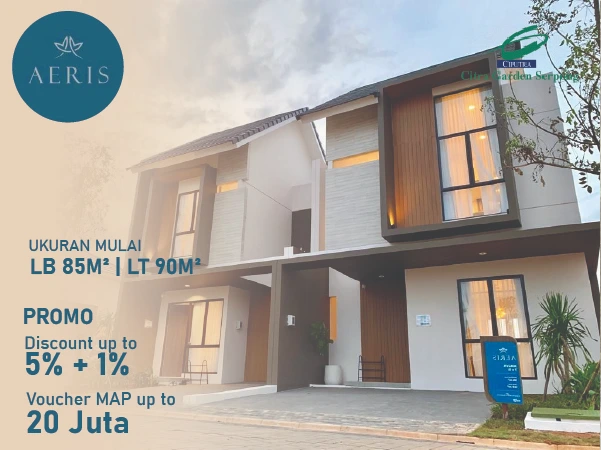 AERIS
CIPUTRA
Citra Garden Serpong
UKURAN MULAI
LB 85M² | LT 90M²
PROMO
Discount up to
5% + 1%
Voucher MAP up to
20 Juta
AERIS